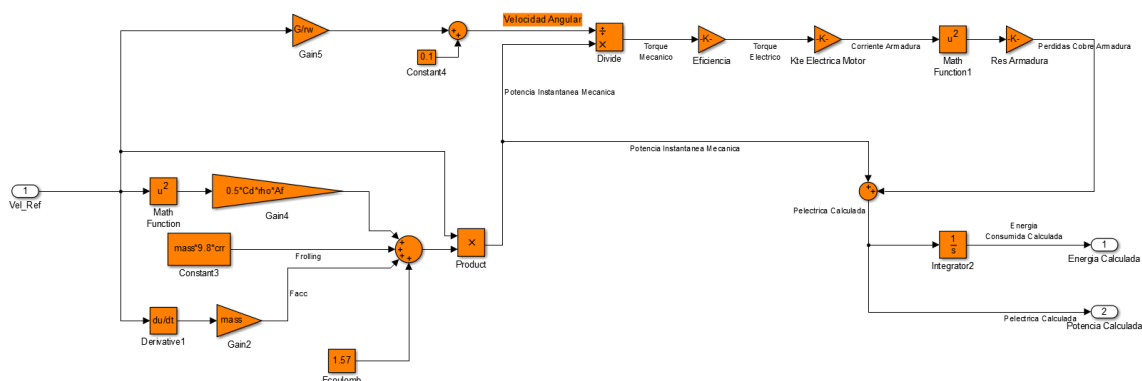 G/rw
Gain5
0.1
Constant4
Velocidad Angular
Divide
Torque
Mecanico
-K-
Eficiencia
Torque
Electrico
-K-
Kte Electrica Motor
Corriente Armadura
u²
Math
Function1
-K-
Res Armadura
Perdidas Cobre Armadura
Potencia Instantanea Mecanica
Potencia Instantanea Mecanica
1
Vel_Ref
u²
Math
Function
0.5*Cd*rho*Af
Gain4
mass*9.8*crr
Constant3
Frolling
Product
Pelectrica Calculada
du/dt
Derivative1
mass
Gain2
Facc
1.57
Fcoulomb
1
s
Integrator2
Energia
Consumida Calculada
1
Energia Calculada
Pelectrica Calculada
2
Potencia Calculada